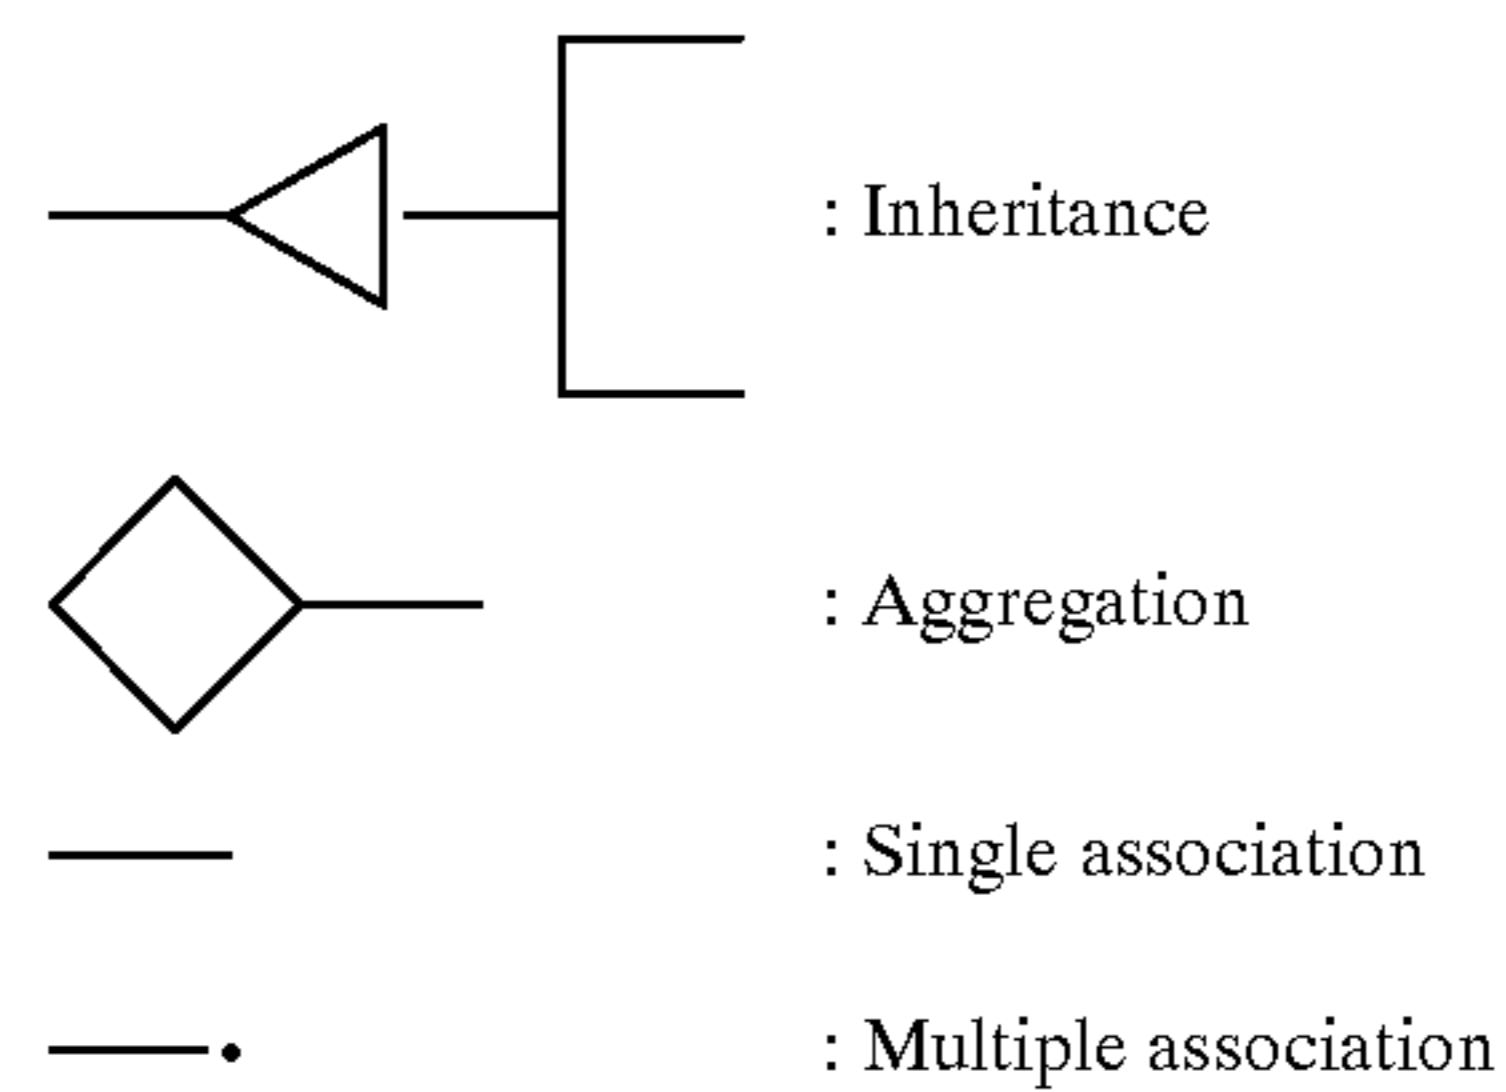 : Inheritance
: Aggregation
: Single association
: Multiple association